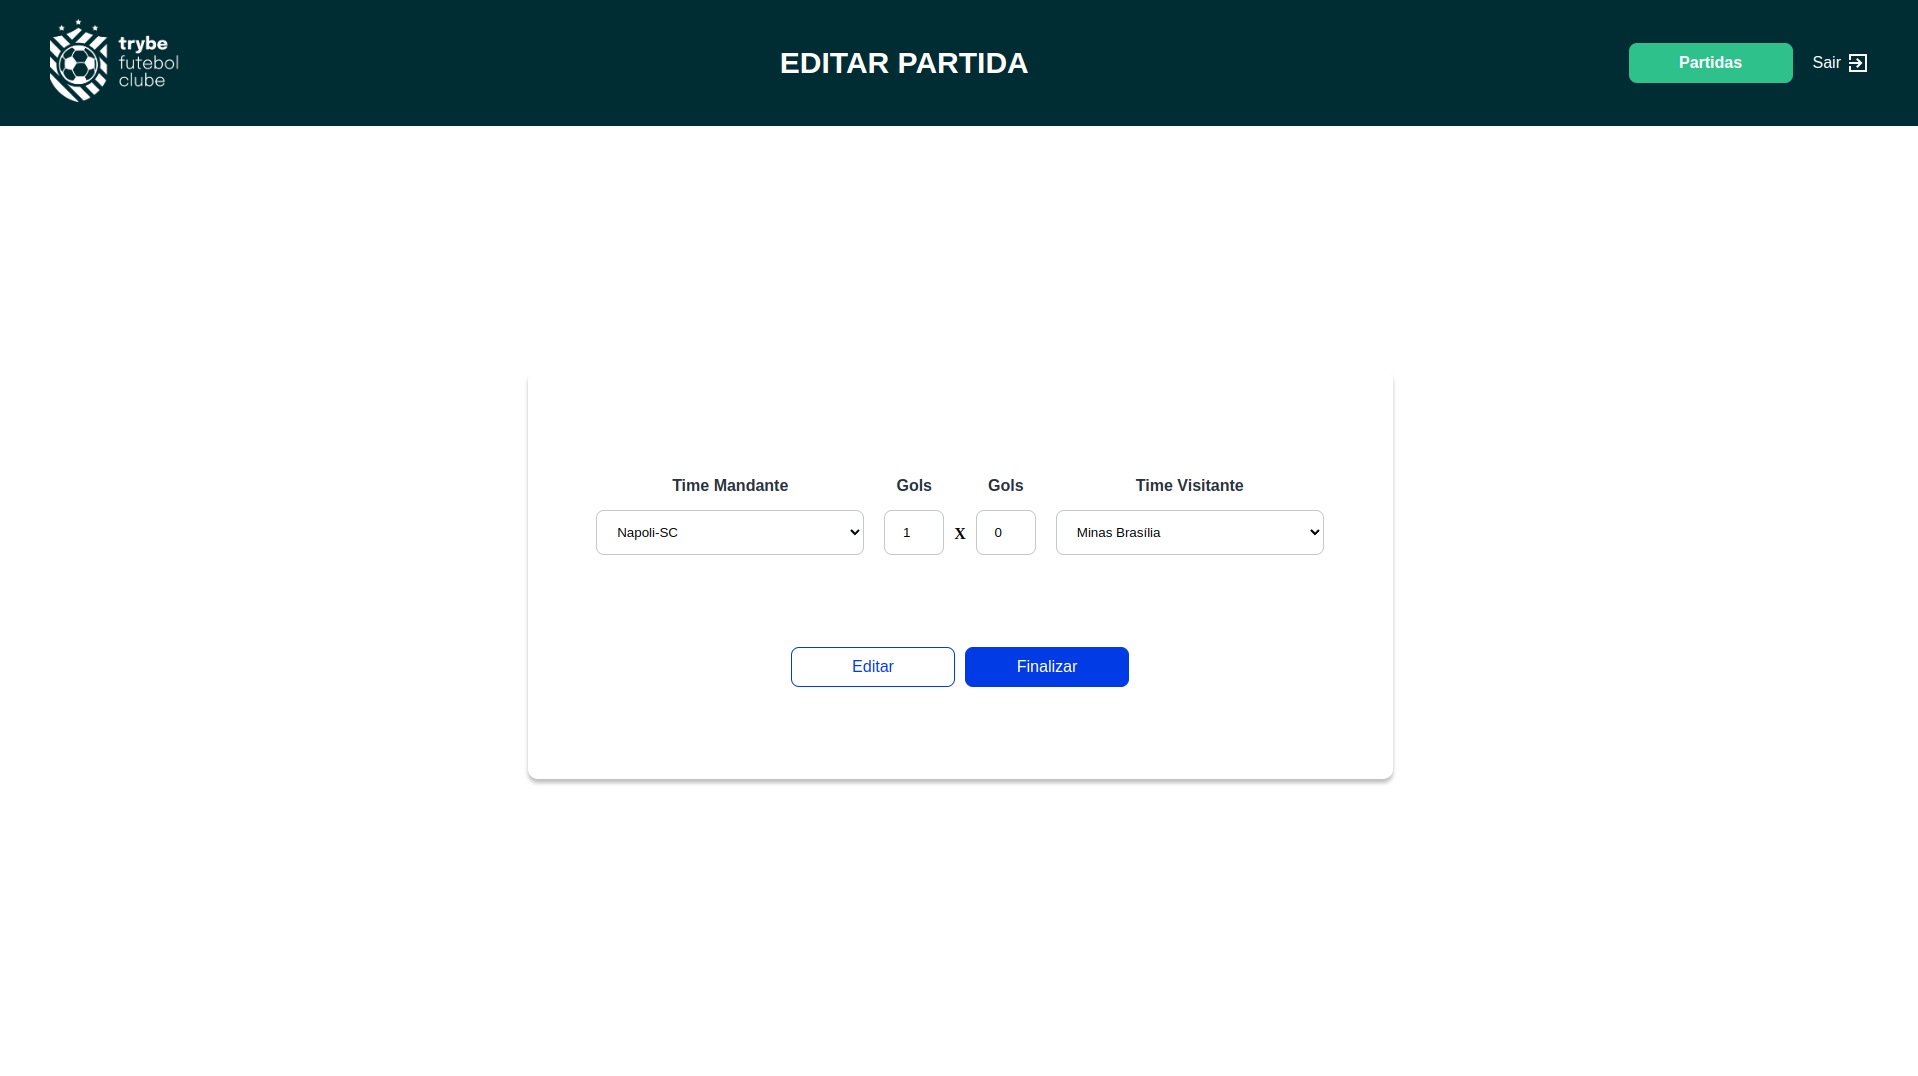 trybe
futebol
clube
EDITAR PARTIDA
Partidas
Sair
Time Mandante
Gols
Gols
Time Visitante
Napoli-SC
1
X
0
Minas Brasília
Editar
Finalizar